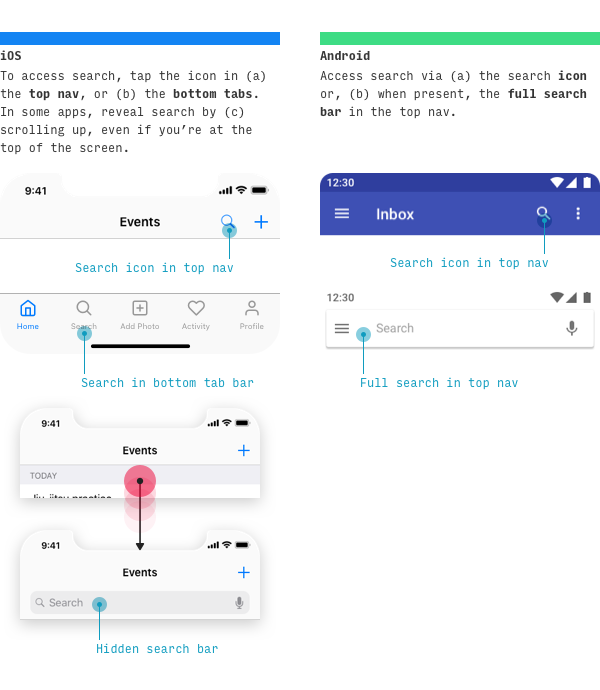 iOS
To access search, tap the icon in (a)
the top nav, or (b) the bottom tabs.
In some apps, reveal search by (c)
scrolling up, even if you’re at the
top of the screen.
9:41
Events
Search icon in top nav
Home
Search
Add Photo
Activity
Profile
Search in bottom tab bar
9:41
Events
TODAY
Jiu-jitsu practice
9:41
Events
Search
Hidden search bar
Android
Access search via (a) the search icon
or, (b) when present, the full search
bar in the top nav.
12:30
Inbox
Search icon in top nav
12:30
Search
Full search in top nav